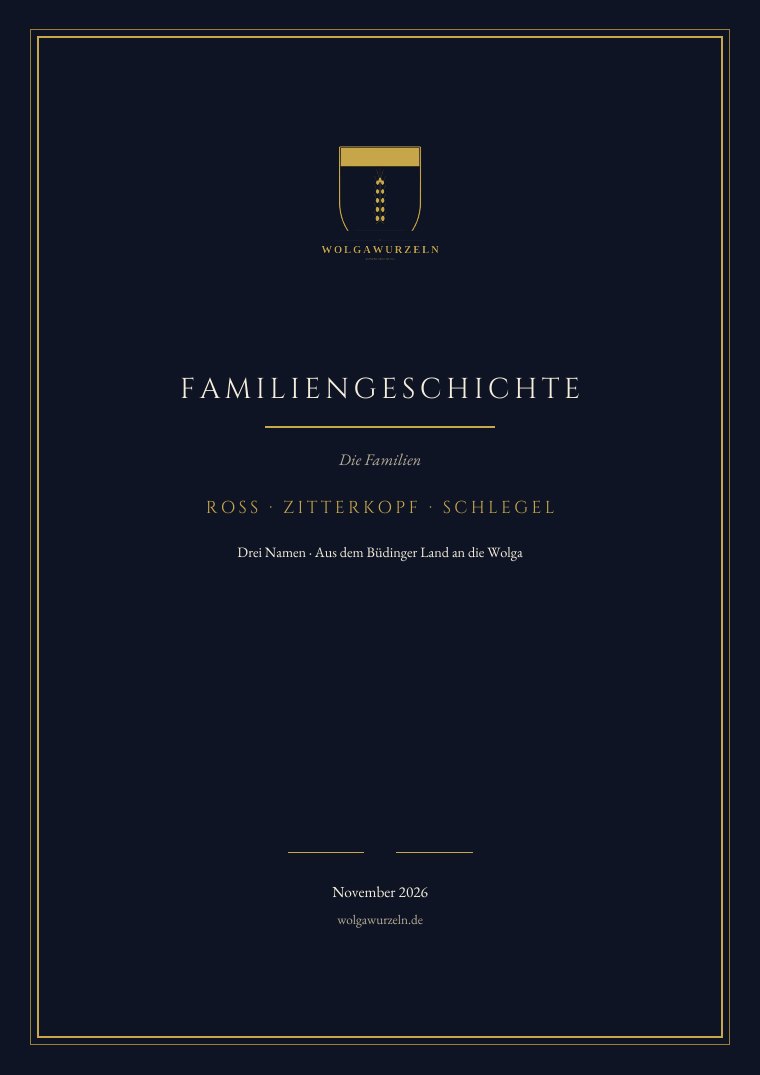 WOLGAWURZELN
FAMILIENGESCHICHTE
Die Familien
ROSS · ZITTERKOPF · SCHLEGEL
Drei Namen · Aus dem Büdinger Land an die Wolga
November 2026
wolgawurzeln.de